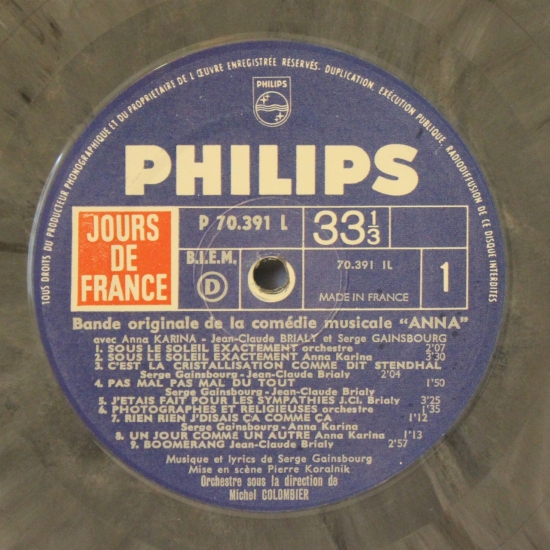 TOUS DROITS DU PRODUCTEUR PHONOGRAPHIQUE ET DU PROPRIÉTAIRE DE L'ŒUVRE ENREGISTRÉE RÉSERVÉS. DUPLICATION, EXÉCUTION PUBLIQUE, RADIODIFFUSION DE CE DISQUE INTERDITES
PHILIPS
PHILIPS
JOURS
DE
FRANCE
P 70.391 L
33 1/3
B.I.E.M.
D
70.391 1L
MADE IN FRANCE
1
Bande originale de la comédie musicale "ANNA"
avec Anna KARINA - Jean-Claude BRIALY et Serge GAINSBOURG
1. SOUS LE SOLEIL EXACTEMENT orchestre 2'07
2. SOUS LE SOLEIL EXACTEMENT Anna Karina 3'30
3. C'EST LA CRISTALLISATION COMME DIT STENDHAL
Serge Gainsbourg - Jean-Claude Brialy 2'04
4. PAS MAL PAS MAL DU TOUT 1'50
Serge Gainsbourg - Jean-Claude Brialy
5. J'ETAIS FAIT POUR LES SYMPATHIES J.Cl. Brialy 3'25
6. PHOTOGRAPHES ET RELIGIEUSES orchestre 1'35
7. RIEN RIEN J'DISAIS ÇA COMME ÇA 1'12
Serge Gainsbourg - Anna Karina
8. UN JOUR COMME UN AUTRE Anna Karina 1'13
9. BOOMERANG Jean-Claude Brialy 2'57
Musique et lyrics de Serge Gainsbourg
Mise en scène Pierre Koralnik
Orchestre sous la direction de
Michel COLOMBIER